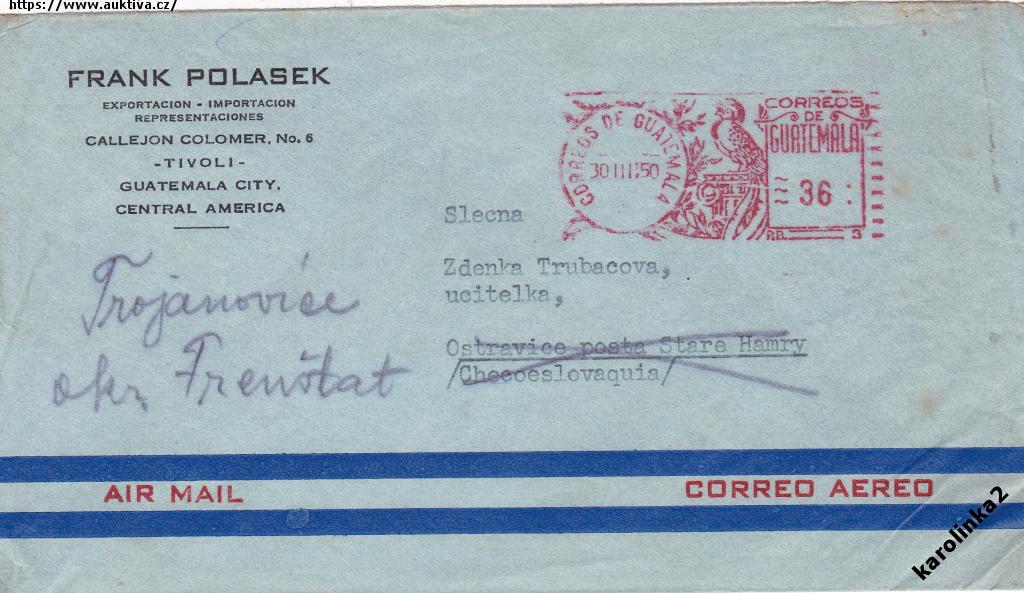 https://www.auktiva.cz/
FRANK POLASEK
EXPORTACION - IMPORTACION
REPRESENTACIONES
CALLEJON COLOMER, No. 6
-TIVOLI-
GUATEMALA CITY,
CENTRAL AMERICA
CORREOS DE GUATEMALA
30 III 50
CORREOS
DE
GUATEMALA
36
P.B. 3
Slecna
Zdenka Trubacova,
ucitelka,
Ostravice posta Stare Hamry
/Checoeslovaquia/
Trojanovice
okr. Frenštat
AIR MAIL
CORREO AEREO
karolinka2